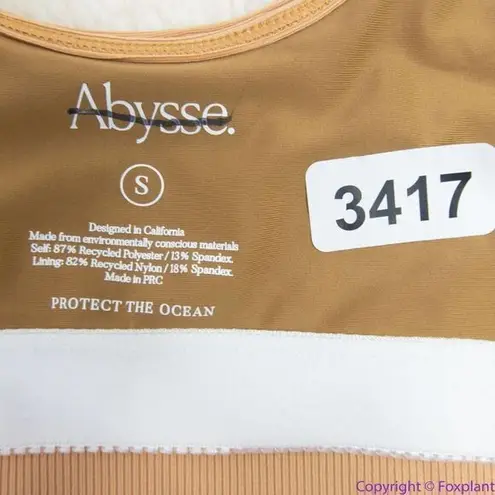 Abysse.
S
3417
Designed in California
Made from environmentally conscious materials
Self: 87% Recycled Polyester / 13% Spandex.
Lining: 82% Recycled Nylon / 18% Spandex.
Made in PRC
PROTECT THE OCEAN
Copyright © Foxplant